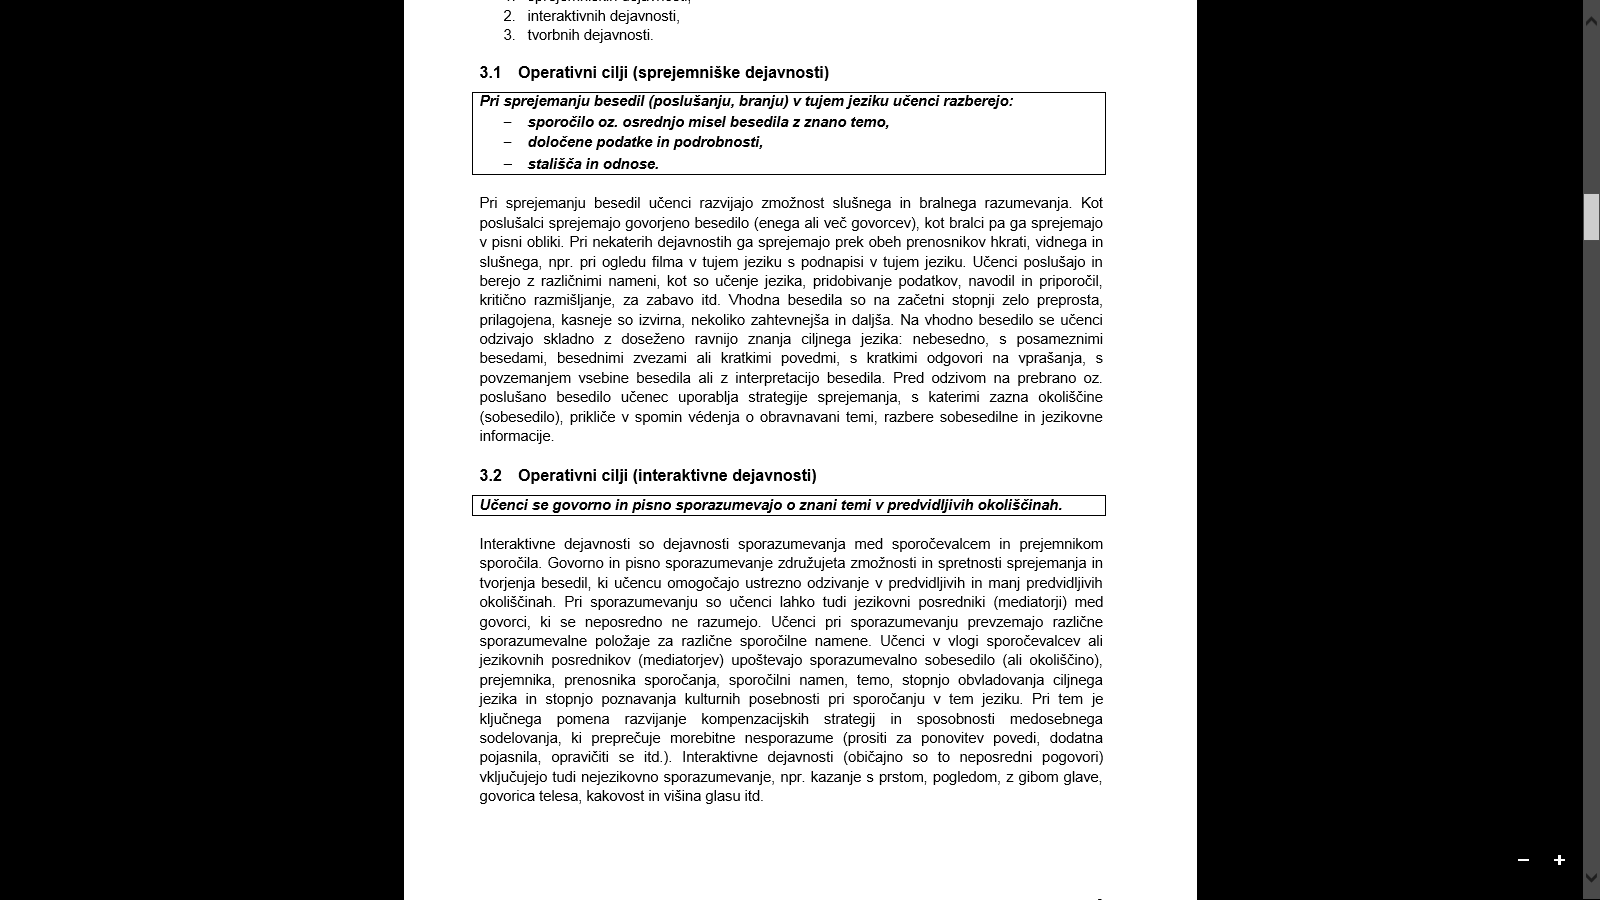 2. interaktivnih dejavnosti,
3. tvorbnih dejavnosti.
3.1 Operativni cilji (sprejemniške dejavnosti)
Pri sprejemanju besedil (poslušanju, branju) v tujem jeziku učenci razberejo:
– sporočilo oz. osrednjo misel besedila z znano temo,
– določene podatke in podrobnosti,
– stališča in odnose.
Pri sprejemanju besedil učenci razvijajo zmožnost slušnega in bralnega razumevanja. Kot
poslušalci sprejemajo govorjeno besedilo (enega ali več govorcev), kot bralci pa ga sprejemajo
v pisni obliki. Pri nekaterih dejavnostih ga sprejemajo prek obeh prenosnikov hkrati, vidnega in
slušnega, npr. pri ogledu filma v tujem jeziku s podnapisi v tujem jeziku. Učenci poslušajo in
berejo z različnimi nameni, kot so učenje jezika, pridobivanje podatkov, navodil in priporočil,
kritično razmišljanje, za zabavo itd. Vhodna besedila so na začetni stopnji zelo preprosta,
prilagojena, kasneje so izvirna, nekoliko zahtevnejša in daljša. Na vhodno besedilo se učenci
odzivajo skladno z doseženo ravnijo znanja ciljnega jezika: nebesedno, s posameznimi
besedami, besednimi zvezami ali kratkimi povedmi, s kratkimi odgovori na vprašanja, s
povzemanjem vsebine besedila ali z interpretacijo besedila. Pred odzivom na prebrano oz.
poslušano besedilo učenec uporablja strategije sprejemanja, s katerimi zazna okoliščine
(sobesedilo), prikliče v spomin védenja o obravnavani temi, razbere sobesedilne in jezikovne
informacije.
3.2 Operativni cilji (interaktivne dejavnosti)
Učenci se govorno in pisno sporazumevajo o znani temi v predvidljivih okoliščinah.
Interaktivne dejavnosti so dejavnosti sporazumevanja med sporočevalcem in prejemnikom
sporočila. Govorno in pisno sporazumevanje združujeta zmožnosti in spretnosti sprejemanja in
tvorjenja besedil, ki učencu omogočajo ustrezno odzivanje v predvidljivih in manj predvidljivih
okoliščinah. Pri sporazumevanju so učenci lahko tudi jezikovni posredniki (mediatorji) med
govorci, ki se neposredno ne razumejo. Učenci pri sporazumevanju prevzemajo različne
sporazumevalne položaje za različne sporočilne namene. Učenci v vlogi sporočevalcev ali
jezikovnih posrednikov (mediatorjev) upoštevajo sporazumevalno sobesedilo (ali okoliščino),
prejemnika, prenosnika sporočanja, sporočilni namen, temo, stopnjo obvladovanja ciljnega
jezika in stopnjo poznavanja kulturnih posebnosti pri sporočanju v tem jeziku. Pri tem je
ključnega pomena razvijanje kompenzacijskih strategij in sposobnosti medosebnega
sodelovanja, ki preprečuje morebitne nesporazume (prositi za ponovitev povedi, dodatna
pojasnila, opravičiti se itd.). Interaktivne dejavnosti (običajno so to neposredni pogovori)
vključujejo tudi nejezikovno sporazumevanje, npr. kazanje s prstom, pogledom, z gibom glave,
govorica telesa, kakovost in višina glasu itd.